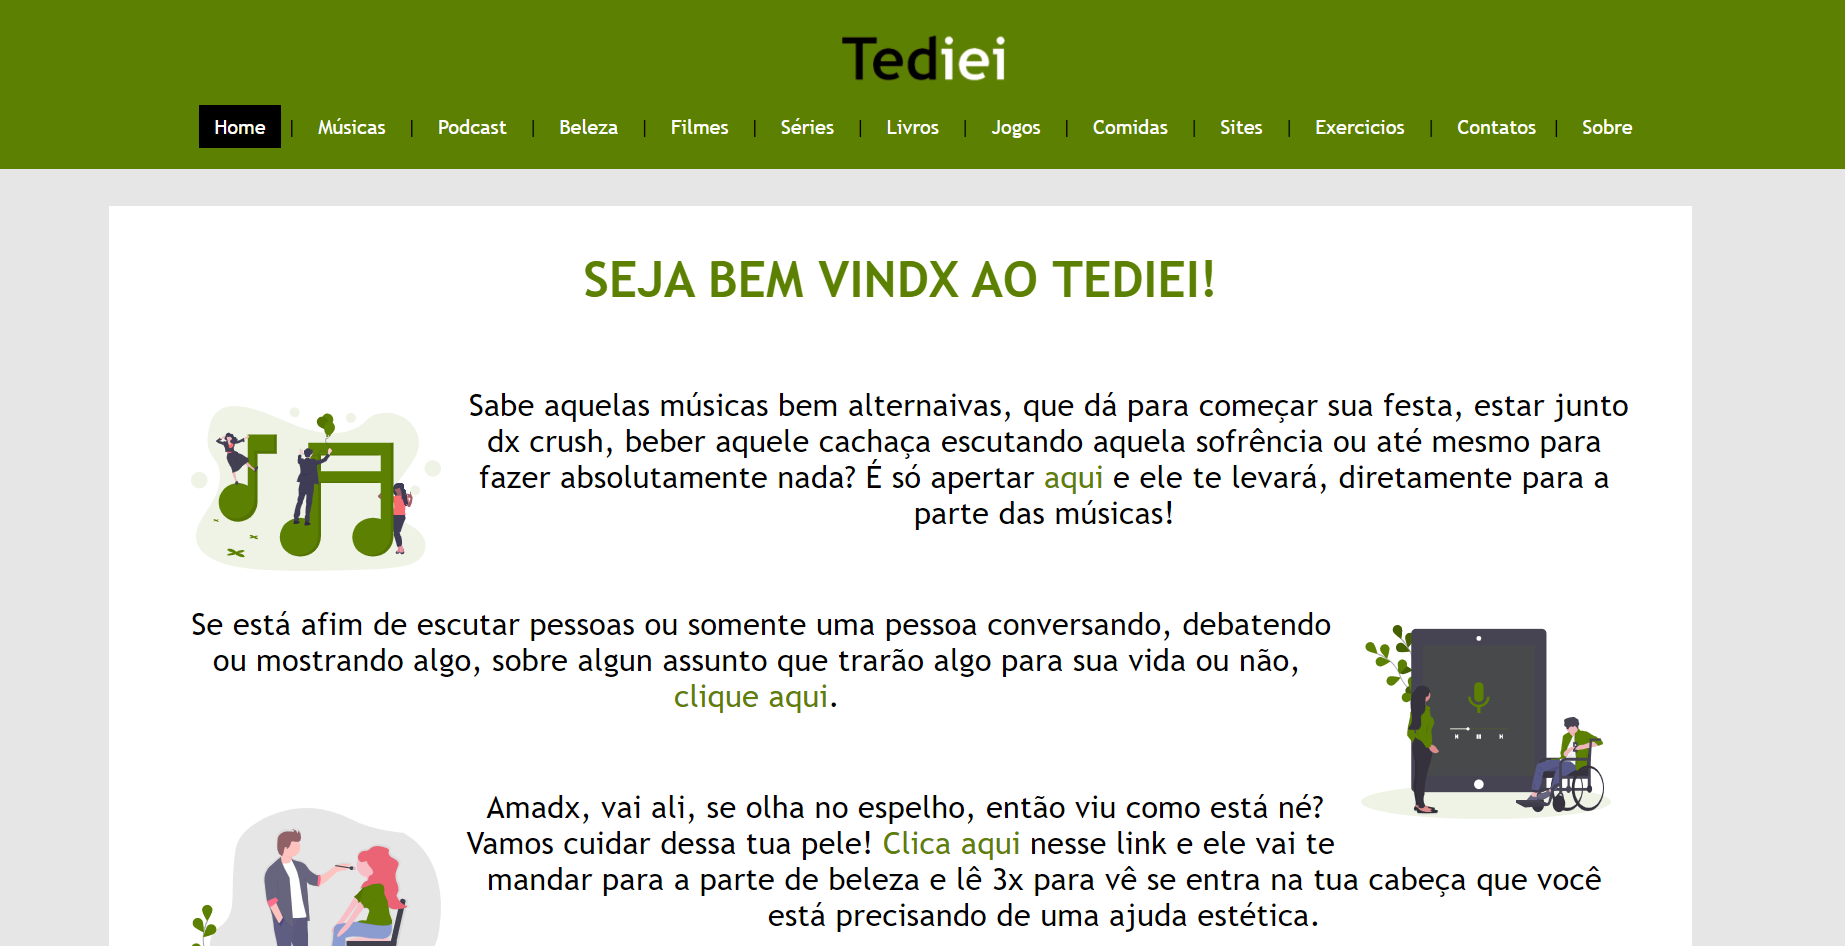 Tediei
Home | Músicas | Podcast | Beleza | Filmes | Séries | Livros | Jogos | Comidas | Sites | Exercicios | Contatos | Sobre
SEJA BEM VINDX AO TEDIEI!
Sabe aquelas músicas bem alternaivas, que dá para começar sua festa, estar junto
dx crush, beber aquele cachaça escutando aquela sofrência ou até mesmo para
fazer absolutamente nada? É só apertar aqui e ele te levará, diretamente para a
parte das músicas!
Se está afim de escutar pessoas ou somente uma pessoa conversando, debatendo
ou mostrando algo, sobre algun assunto que trarão algo para sua vida ou não,
clique aqui.
Amadx, vai ali, se olha no espelho, então viu como está né?
Vamos cuidar dessa tua pele! Clica aqui nesse link e ele vai te
mandar para a parte de beleza e lê 3x para vê se entra na tua cabeça que você
está precisando de uma ajuda estética.